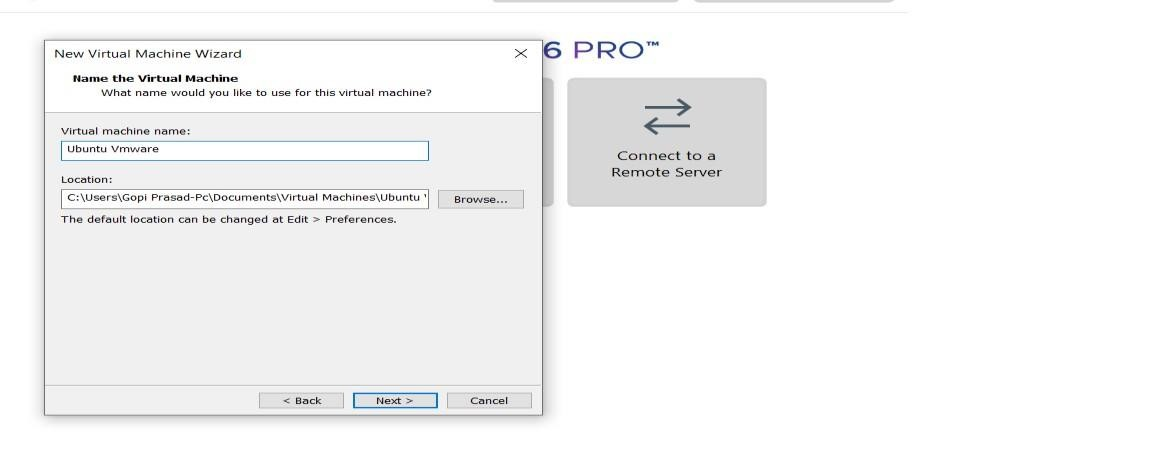 New Virtual Machine Wizard
6 PRO™
Name the Virtual Machine
What name would you like to use for this virtual machine?
Virtual machine name:
Ubuntu Vmware
Location:
C:\Users\Gopi Prasad-Pc\Documents\Virtual Machines\Ubuntu
Browse...
The default location can be changed at Edit > Preferences.
< Back
Next >
Cancel
Connect to a
Remote Server